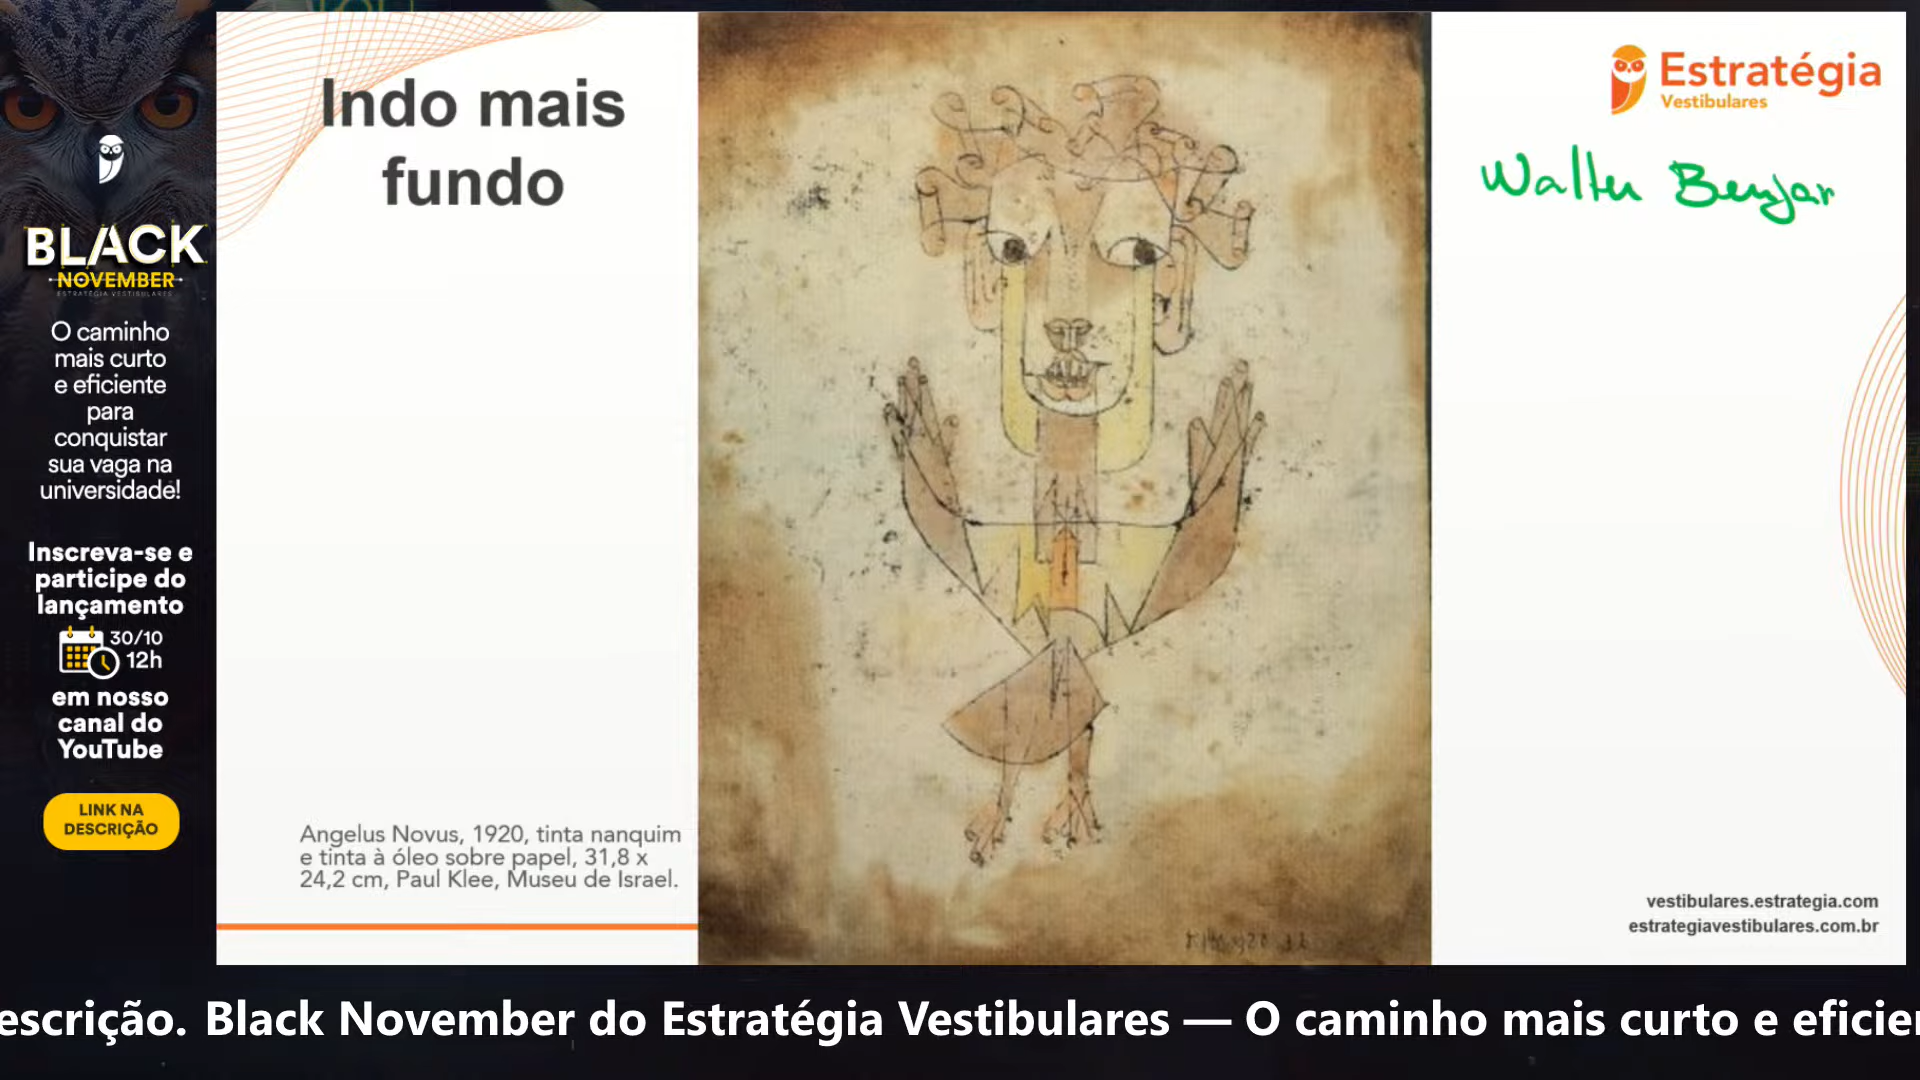 BLACK
NOVEMBER
ESTRATÉGIA VESTIBULARES
O caminho
mais curto
e eficiente
para
conquistar
sua vaga na
universidade!
Inscreva-se e
participe do
lançamento
30/10
12h
em nosso
canal do
YouTube
LINK NA
DESCRIÇÃO
Indo mais
fundo
Angelus Novus, 1920, tinta nanquim
e tinta à óleo sobre papel, 31,8 x
24,2 cm, Paul Klee, Museu de Israel.
Estratégia
Vestibulares
Walter
vestibulares.estrategia.com
estrategiavestibulares.com.br
escrição. Black November do Estratégia Vestibulares — O caminho mais curto e eficien